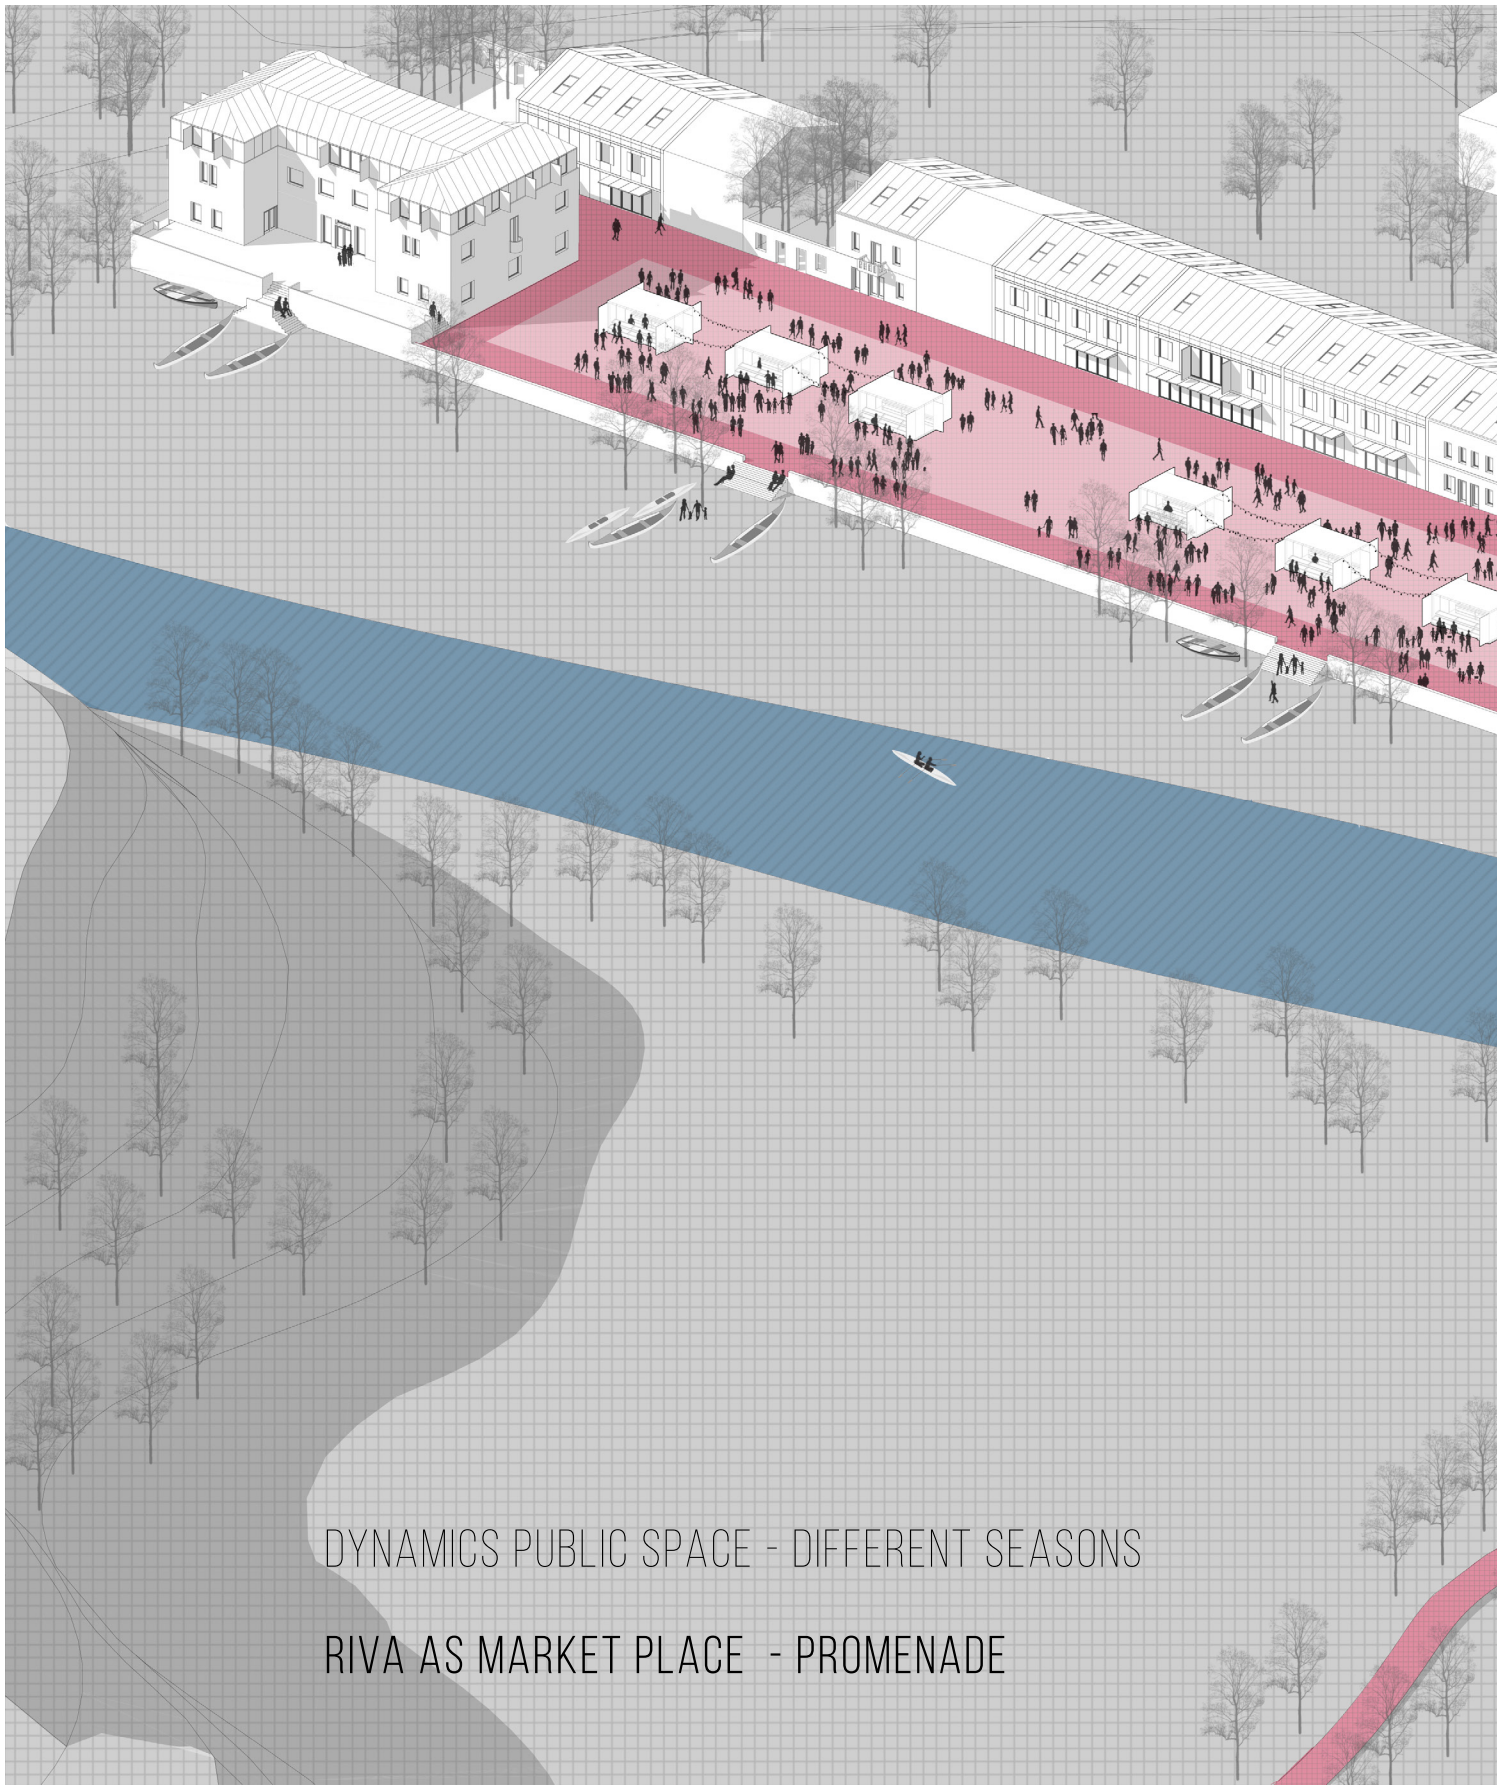 DYNAMICS PUBLIC SPACE - DIFFERENT SEASONS
RIVA AS MARKET PLACE - PROMENADE